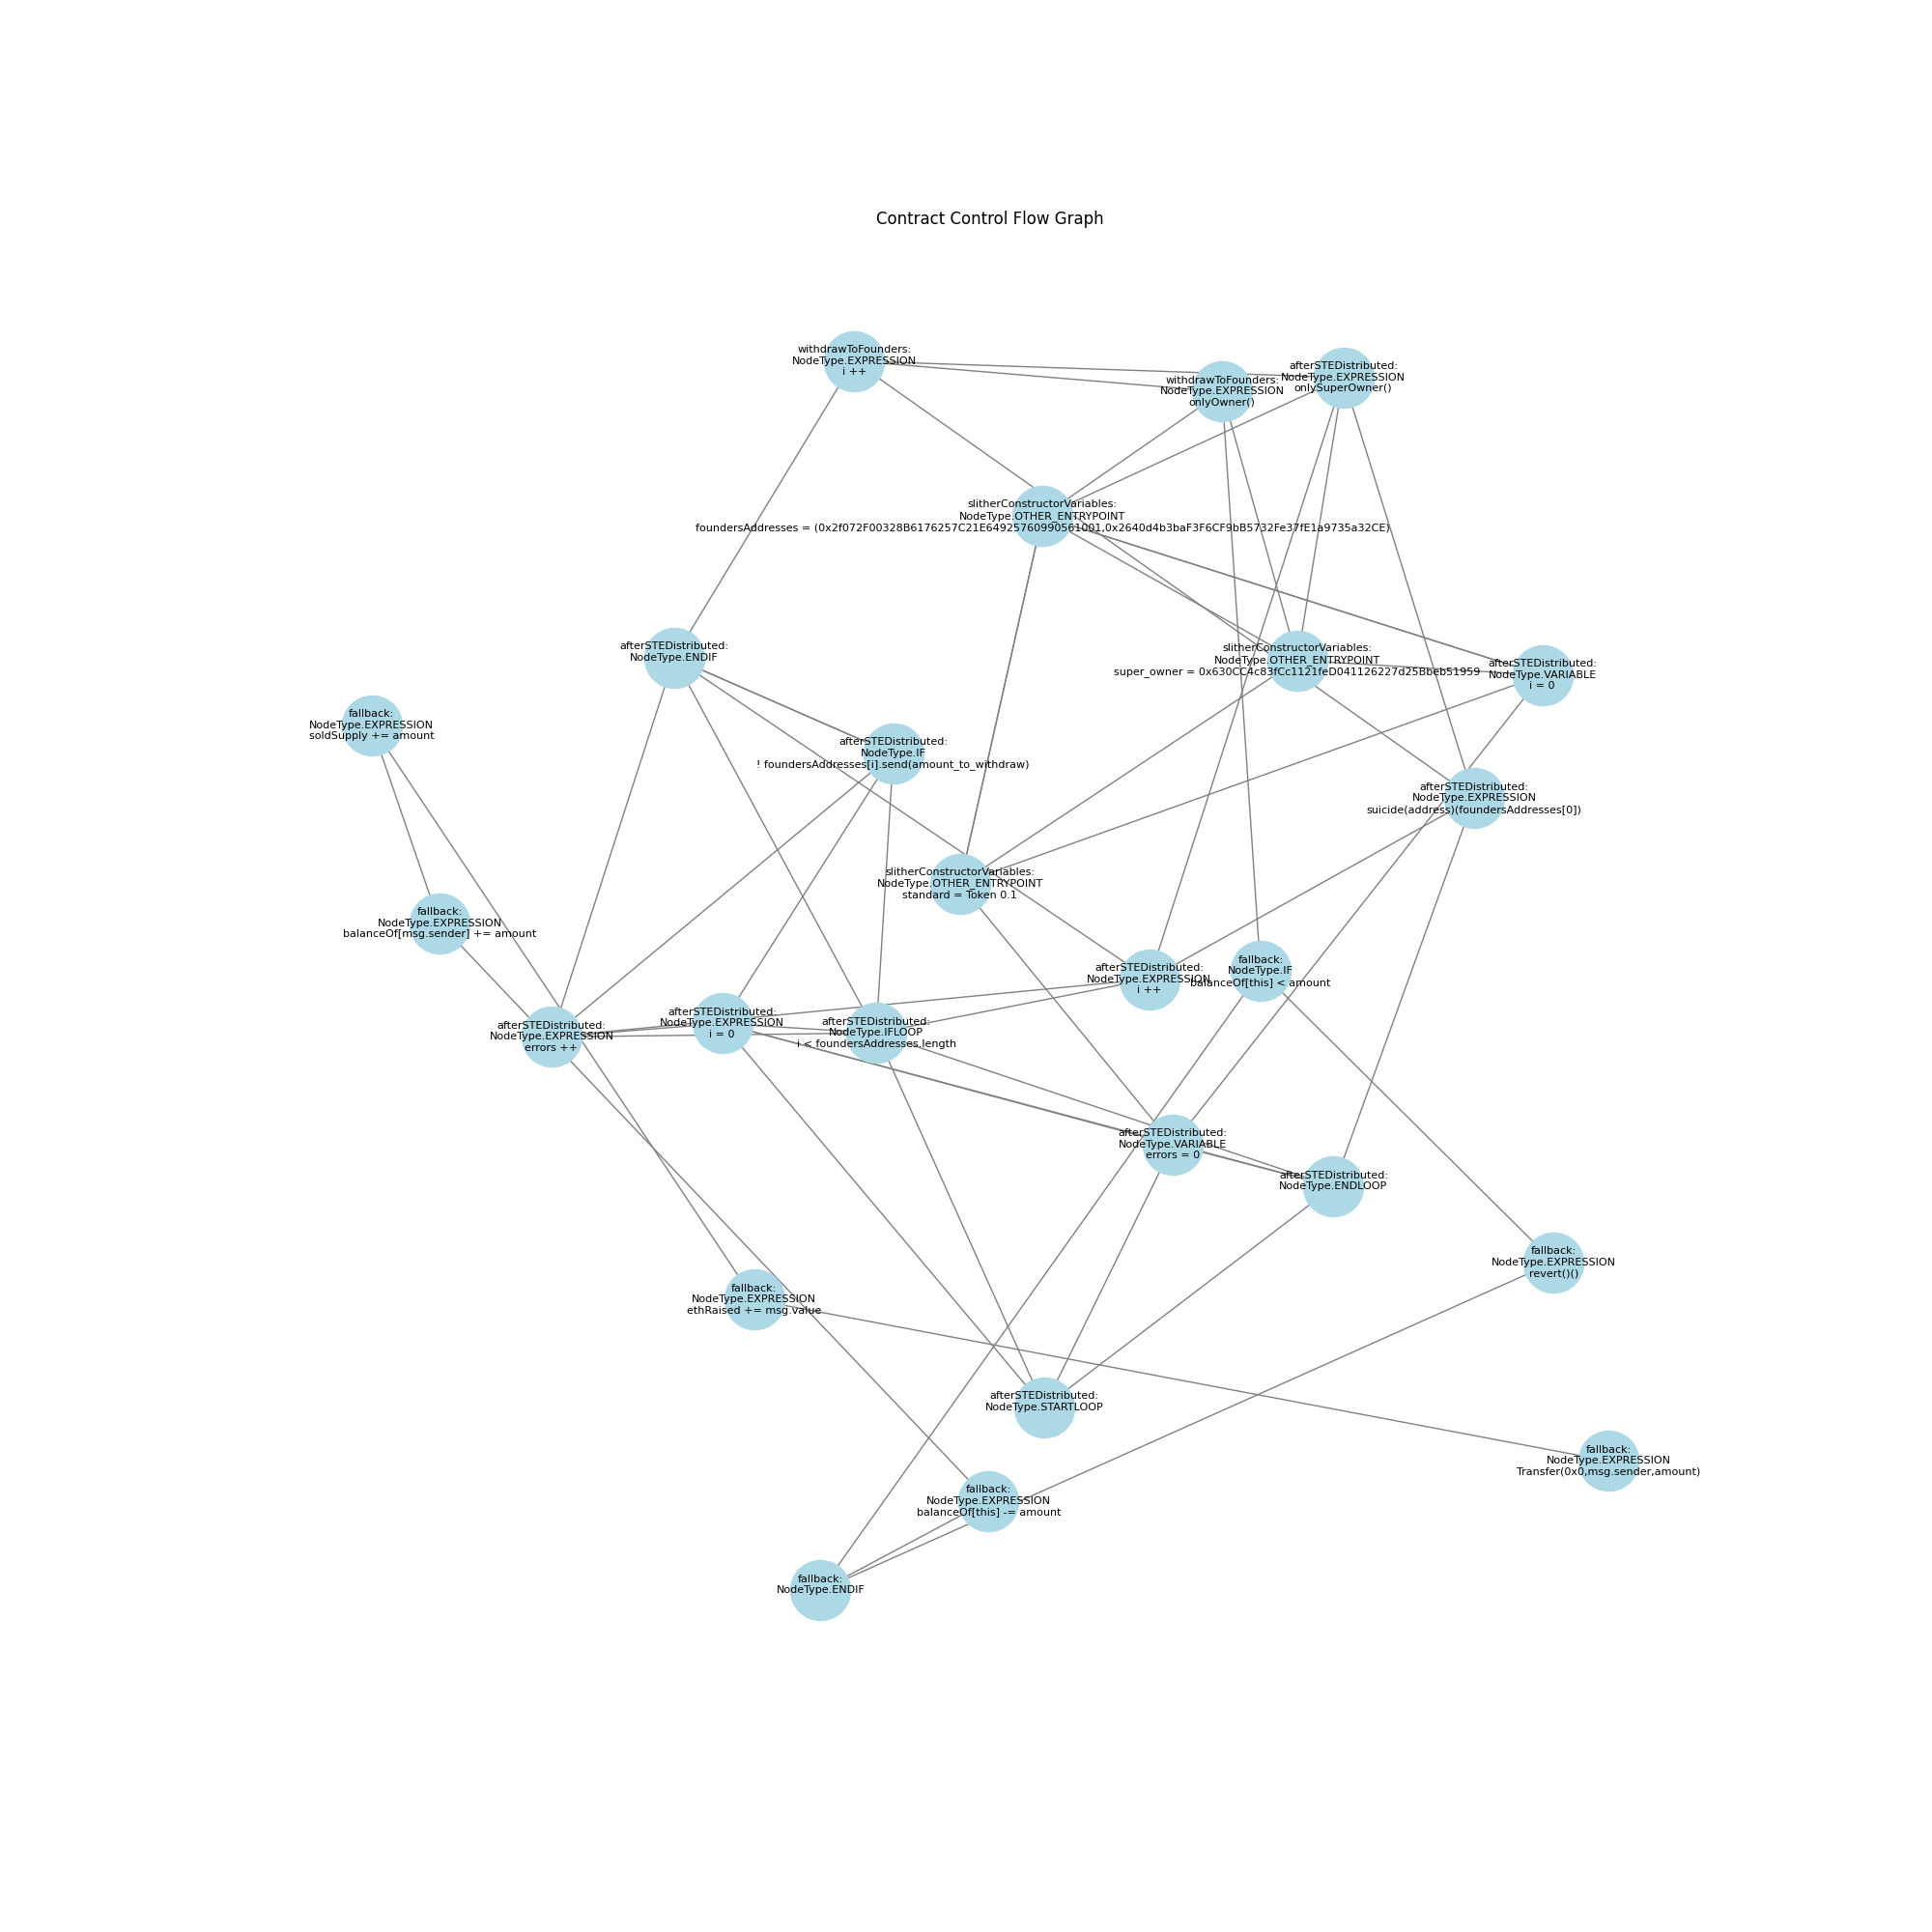 Contract Control Flow Graph
withdrawToFounders:
NodeType.EXPRESSION
i ++
withdrawToFounders:
NodeType.EXPRESSION
onlyOwner()
afterSTEDistributed:
NodeType.EXPRESSION
onlySuperOwner()
slitherConstructorVariables:
NodeType.OTHER_ENTRYPOINT
foundersAddresses = (0x2f072F00328B6176257C21E64925760990561001,0x2640d4b3baF3F6CF9bB5732Fe37fE1a9735a32CE)
afterSTEDistributed:
NodeType.ENDIF
slitherConstructorVariables:
NodeType.OTHER_ENTRYPOINT
super_owner = 0x630CC4c83fCc1121feD041126227d25Bbeb51959
afterSTEDistributed:
NodeType.VARIABLE
i = 0
fallback:
NodeType.EXPRESSION
soldSupply += amount
afterSTEDistributed:
NodeType.IF
! foundersAddresses[i].send(amount_to_withdraw)
afterSTEDistributed:
NodeType.EXPRESSION
suicide(address)(foundersAddresses[0])
slitherConstructorVariables:
NodeType.OTHER_ENTRYPOINT
standard = Token 0.1
fallback:
NodeType.EXPRESSION
balanceOf[msg.sender] += amount
afterSTEDistributed:
NodeType.EXPRESSION
i ++
fallback:
NodeType.IF
balanceOf[this] < amount
afterSTEDistributed:
NodeType.EXPRESSION
errors ++
afterSTEDistributed:
NodeType.EXPRESSION
i = 0
afterSTEDistributed:
NodeType.IFLOOP
i < foundersAddresses.length
afterSTEDistributed:
NodeType.VARIABLE
errors = 0
afterSTEDistributed:
NodeType.ENDLOOP
fallback:
NodeType.EXPRESSION
revert()()
fallback:
NodeType.EXPRESSION
ethRaised += msg.value
afterSTEDistributed:
NodeType.STARTLOOP
fallback:
NodeType.EXPRESSION
Transfer(0x0,msg.sender,amount)
fallback:
NodeType.EXPRESSION
balanceOf[this] -= amount
fallback:
NodeType.ENDIF